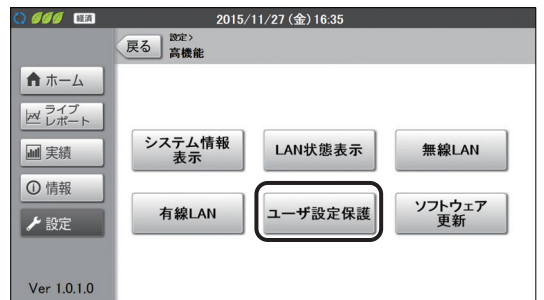 経済
2015/11/27(金)16:35
戻る
設定>
高機能
ホーム
ライブ
レポート
実績
情報
設定
システム情報
表示
LAN状態表示
無線LAN
有線LAN
ユーザ設定保護
ソフトウェア
更新
Ver 1.0.1.0